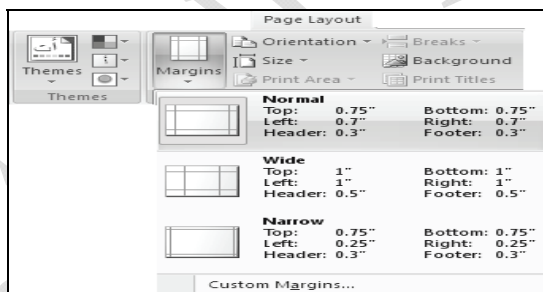 Page Layout
Themes
Themes
Margins
Orientation
Size
Print Area
Breaks
Background
Print Titles
Normal
Top: 0.75" Bottom: 0.75"
Left: 0.7" Right: 0.7"
Header: 0.3" Footer: 0.3"
Wide
Top: 1" Bottom: 1"
Left: 1" Right: 1"
Header: 0.5" Footer: 0.5"
Narrow
Top: 0.75" Bottom: 0.75"
Left: 0.25" Right: 0.25"
Header: 0.3" Footer: 0.3"
Custom Margins...